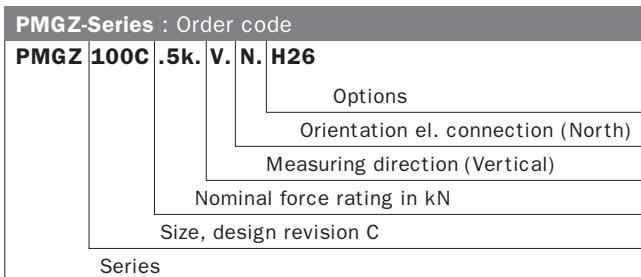 PMGZ-Series : Order code
PMGZ 100C .5k. V. N. H26
Options
Orientation el. connection (North)
Measuring direction (Vertical)
Nominal force rating in kN
Size, design revision C
Series